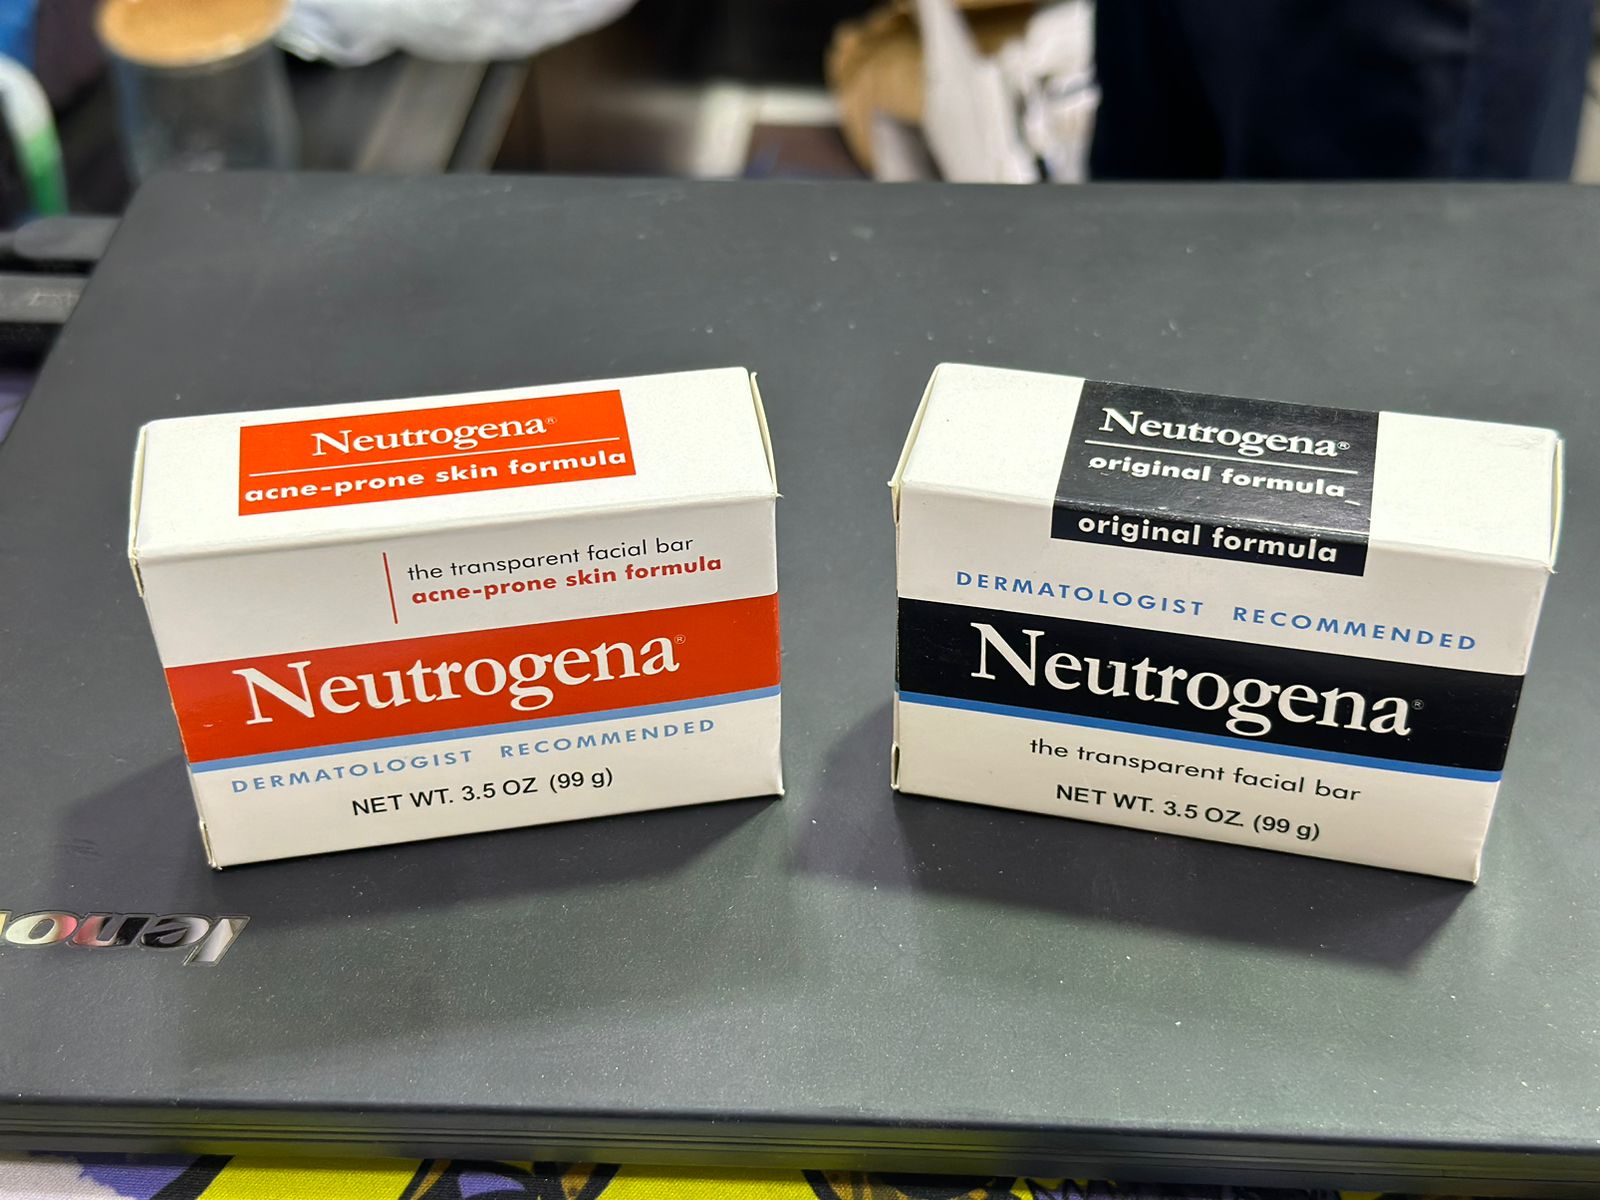 Neutrogena®
acne-prone skin formula
the transparent facial bar
acne-prone skin formula
Neutrogena®
DERMATOLOGIST RECOMMENDED
NET WT. 3.5 OZ (99 g)
Neutrogena®
original formula_
original formula
DERMATOLOGIST RECOMMENDED
Neutrogena®
the transparent facial bar
NET WT. 3.5 OZ. (99 g)